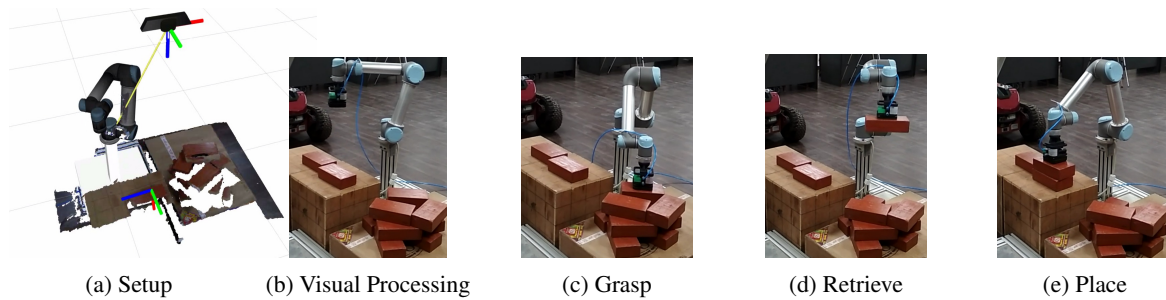 (a) Setup
(b) Visual Processing
(c) Grasp
(d) Retrieve
(e) Place